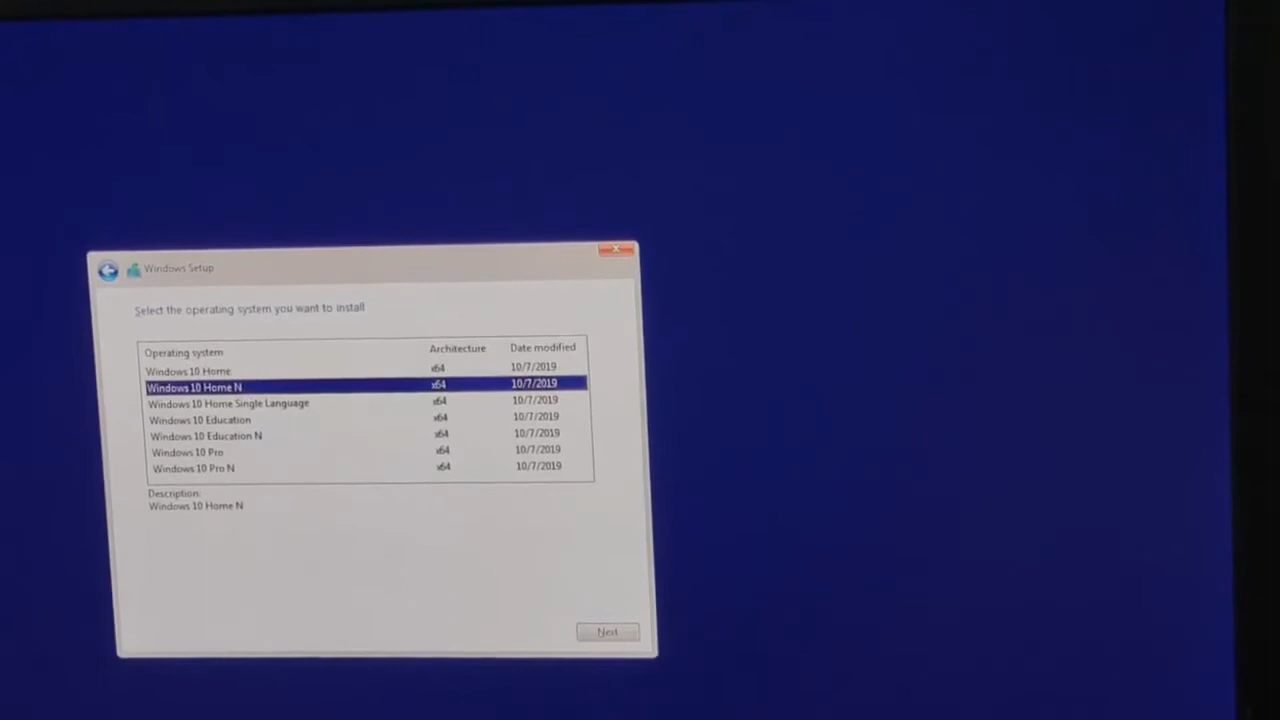 Windows Setup
Select the operating system you want to install
Operating system Architecture Date modified
Windows 10 Home x64 10/7/2019
Windows 10 Home N x64 10/7/2019
Windows 10 Home Single Language x64 10/7/2019
Windows 10 Education x64 10/7/2019
Windows 10 Education N x64 10/7/2019
Windows 10 Pro x64 10/7/2019
Windows 10 Pro N x64 10/7/2019
Description:
Windows 10 Home N
Next